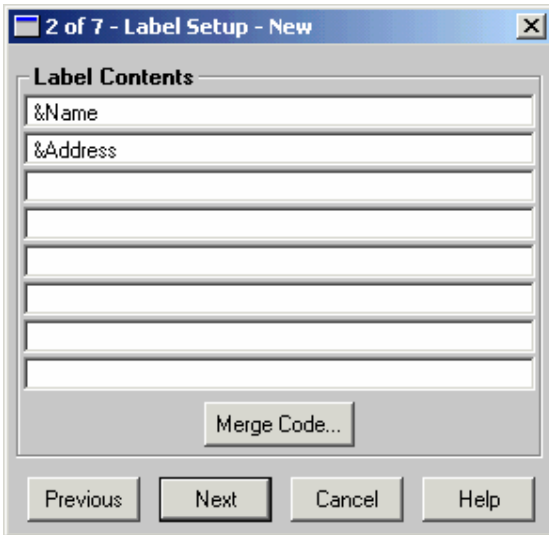 2 of 7 - Label Setup - New
Label Contents
&Name
&Address
Merge Code...
Previous Next Cancel Help